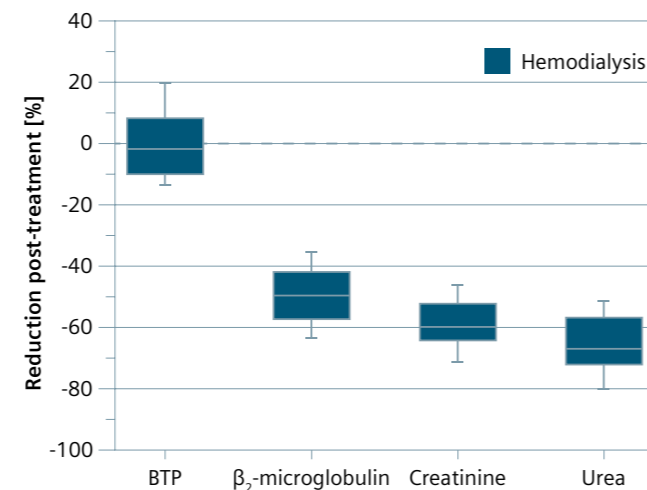 40
20
0
-20
-40
-60
-80
-100
Reduction post-treatment [%]
Hemodialysis
BTP
β₂-microglobulin
Creatinine
Urea